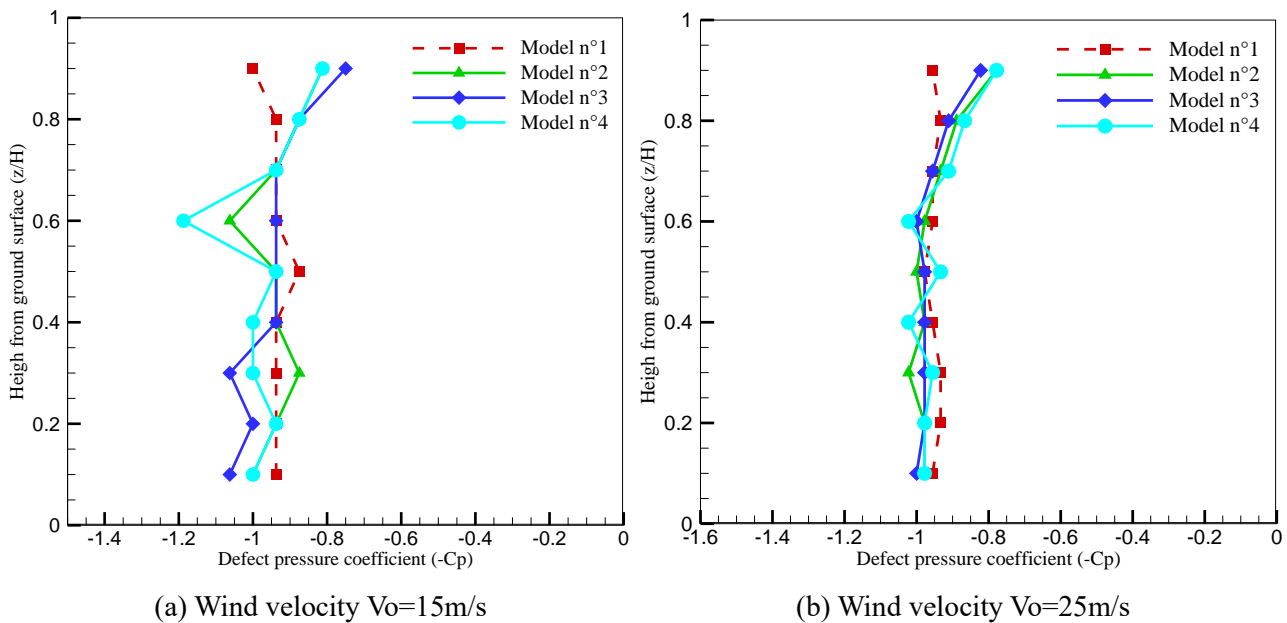 1
0.8
0.6
0.4
0.2
0
Heigh from ground surface (z/H)
Model n°1
Model n°2
Model n°3
Model n°4
-1.4
-1.2
-1
-0.8
-0.6
-0.4
-0.2
0
Defect pressure coefficient (-Cp)
(a) Wind velocity Vo=15m/s
1
0.8
0.6
0.4
0.2
0
Heigh from ground surface (z/H)
Model n°1
Model n°2
Model n°3
Model n°4
-1.6
-1.4
-1.2
-1
-0.8
-0.6
-0.4
-0.2
0
Defect pressure coefficient (-Cp)
(b) Wind velocity Vo=25m/s